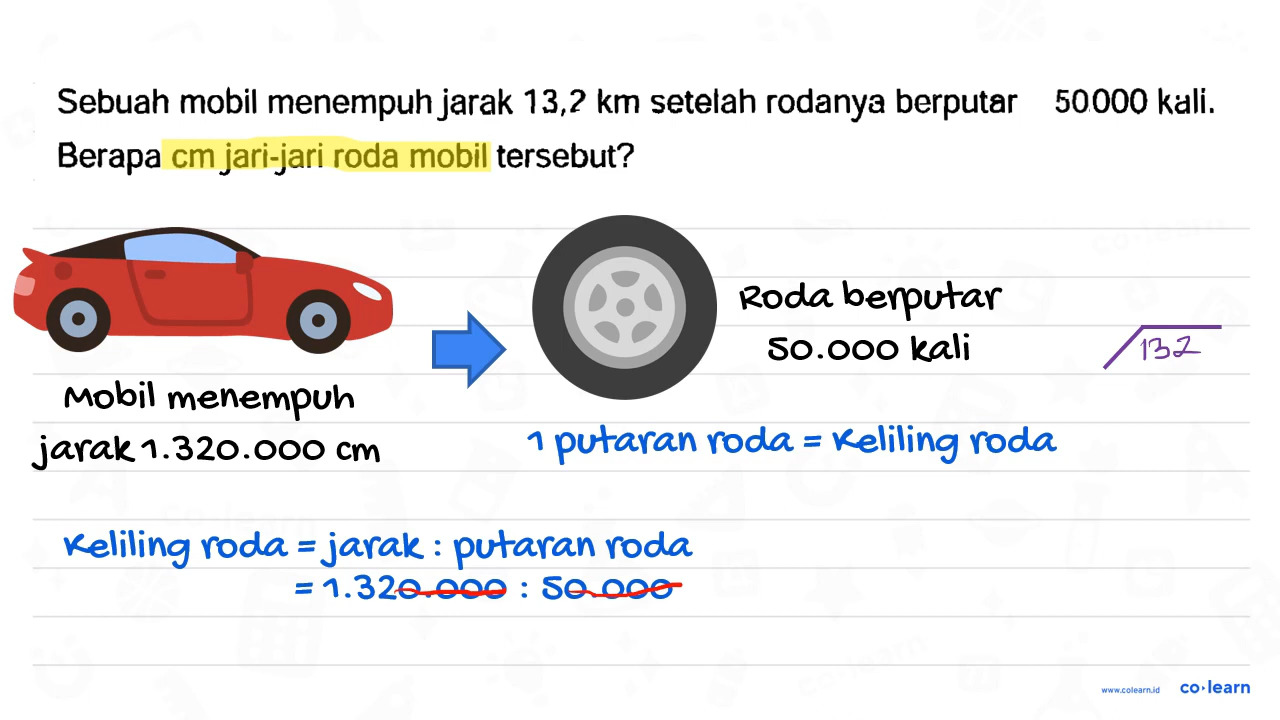 Sebuah mobil menempuh jarak 13,2 km setelah rodanya berputar 50.000 kali.
Berapa cm jari-jari roda mobil tersebut?
Roda berputar
50.000 kali
132
Mobil menempuh
jarak 1.320.000 cm
1 putaran roda = Keliling roda
Keliling roda = jarak : putaran roda
= 1.320.000 : 50.000
www.colearn.id co·learn